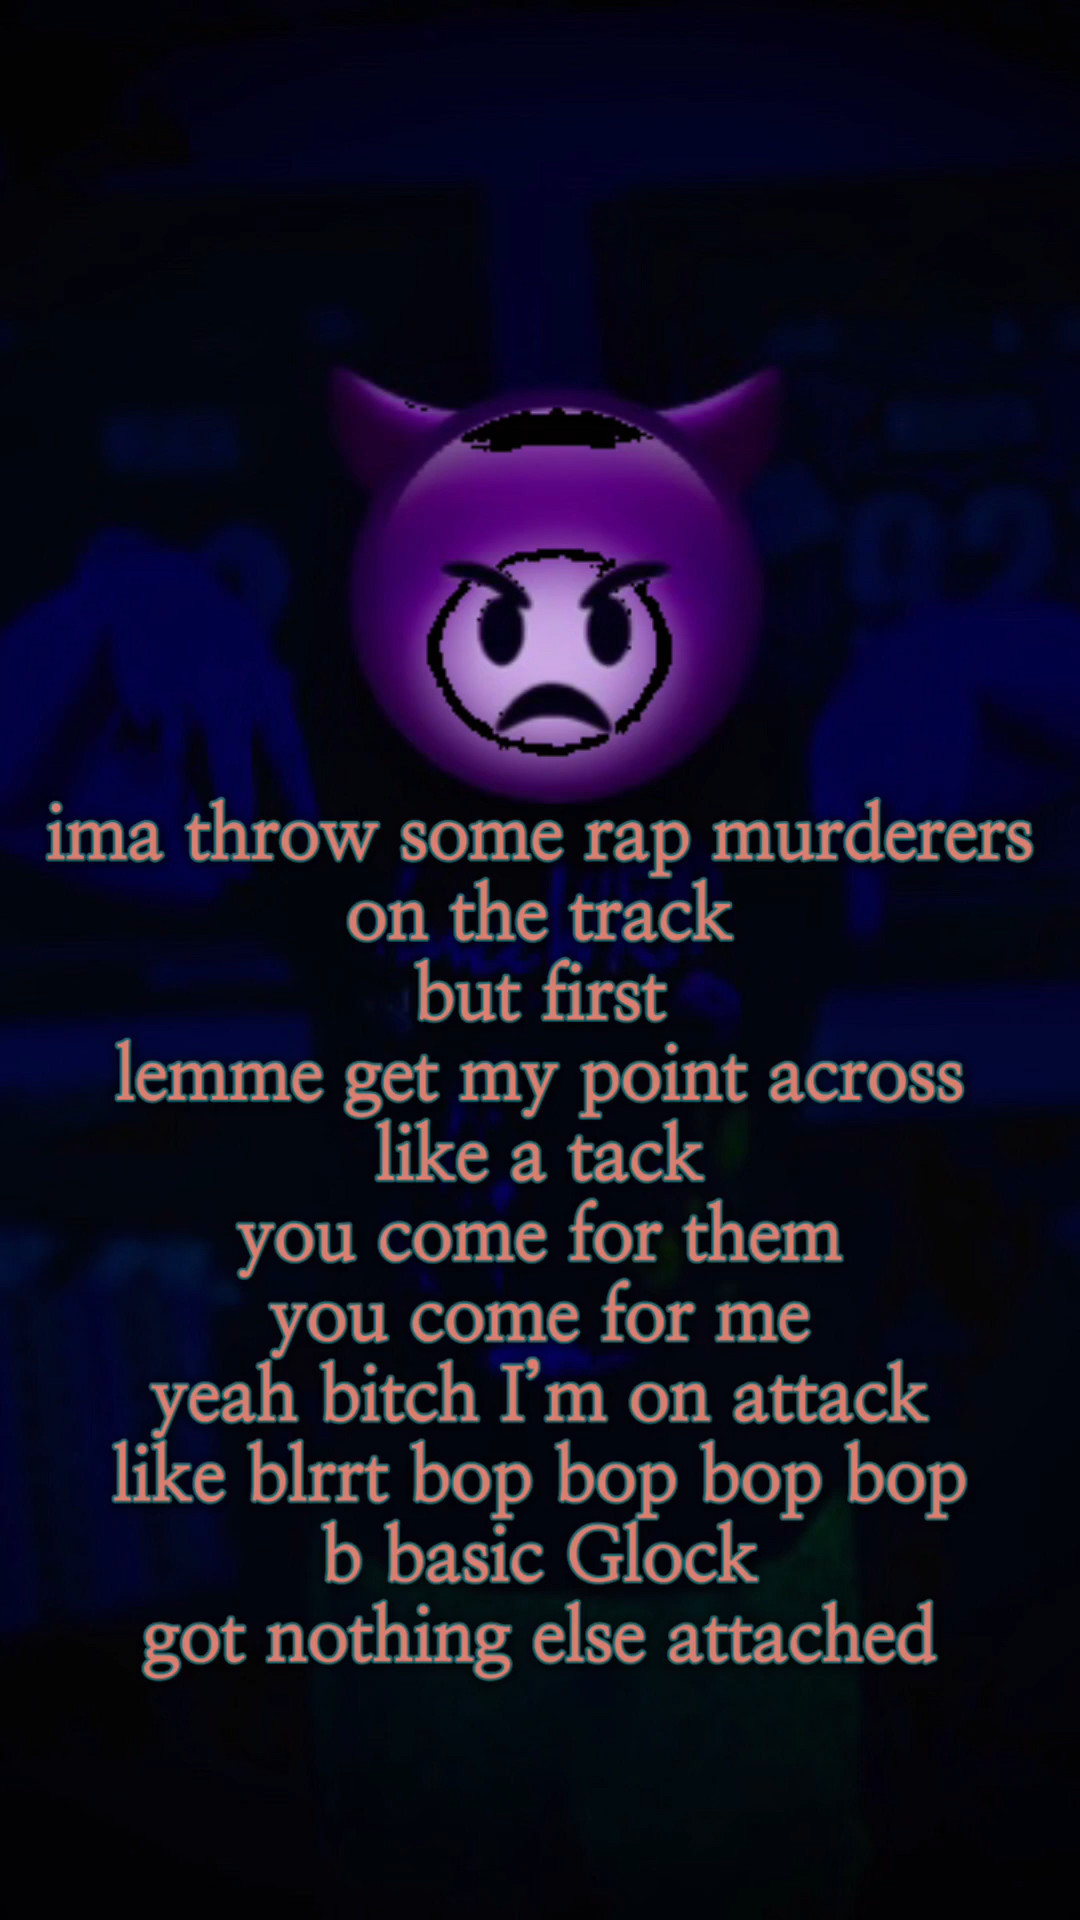 ima throw some rap murderers
on the track
but first
lemme get my point across
like a tack
you come for them
you come for me
yeah bitch I’m on attack
like blrrt bop bop bop bop
b basic Glock
got nothing else attached